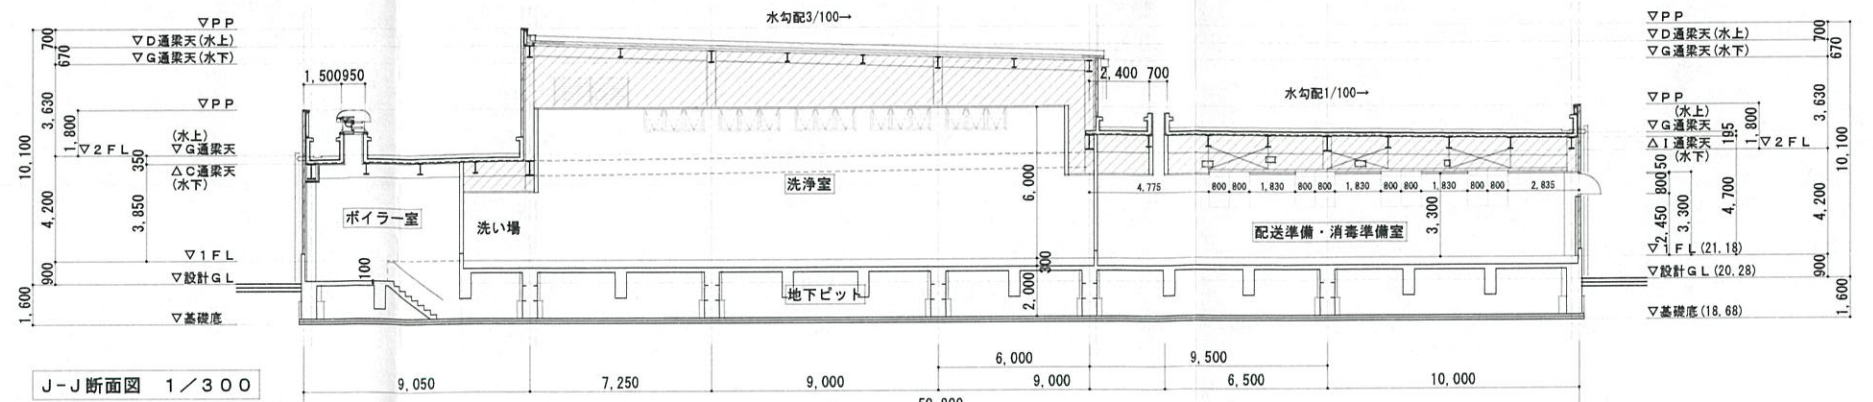 水勾配3/100→
▽PP
700
▽D通梁天(水上)
670
▽G通梁天(水下)
1,500
950
2,400
700
水勾配1/100→
▽PP
3,630
1,800
10,100
(水上)
▽2FL
▽G通梁天
350
△C通梁天
(水下)
4,200
3,850
ボイラー室
洗い場
洗浄室
6,000
300
▽1FL
100
900
▽設計GL
地下ピット
2,000
1,600
▽基礎底
4,775
800
800
1,830
800
800
1,830
800
800
1,830
800
800
2,835
3,300
配送準備・消毒準備室
▽PP
700
▽D通梁天(水上)
670
▽G通梁天(水下)
▽PP
3,630
(水上)
▽G通梁天
195
1,800
△I通梁天
▽2FL
(水下)
10,100
50
800
2,450
3,300
4,700
4,200
▽1FL(21.18)
▽設計GL(20.28)
900
1,600
▽基礎底(18.68)
6,000
9,500
J-J断面図 1/300
9,050
7,250
9,000
9,000
6,500
10,000